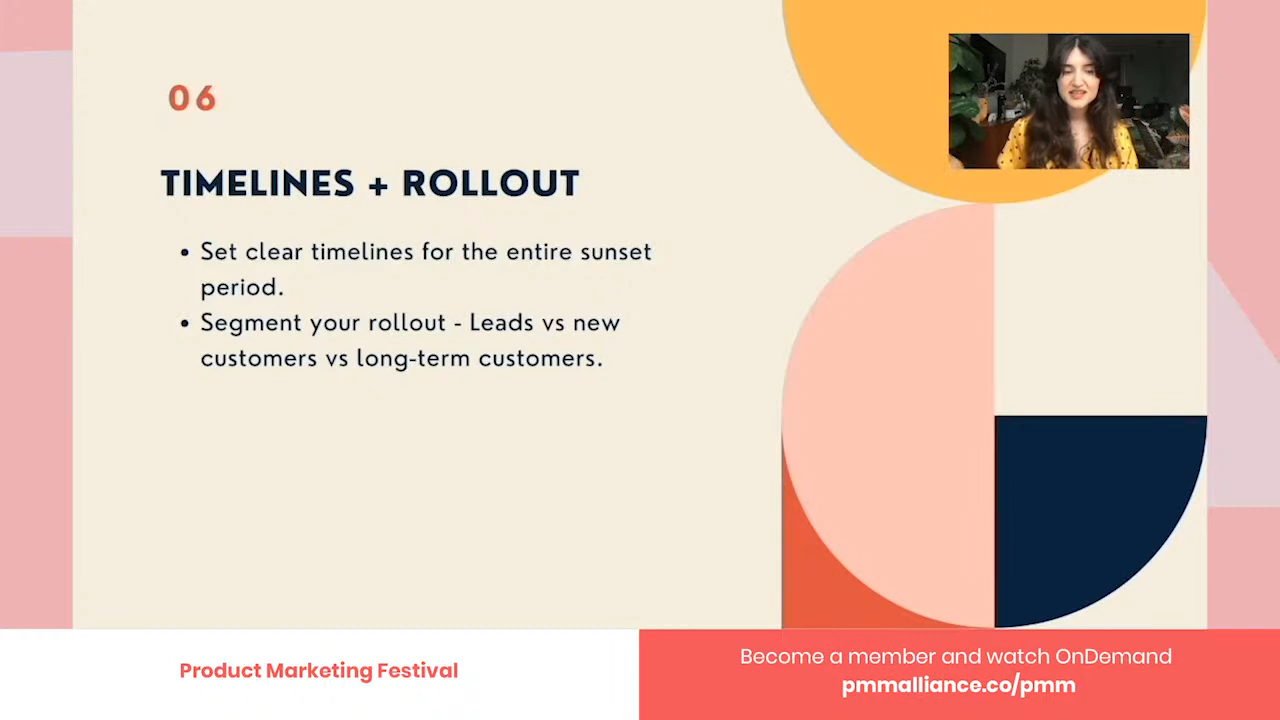 06
TIMELINES + ROLLOUT
• Set clear timelines for the entire sunset
period.
• Segment your rollout - Leads vs new
customers vs long-term customers.
Product Marketing Festival
Become a member and watch OnDemand
pmmalliance.co/pmm